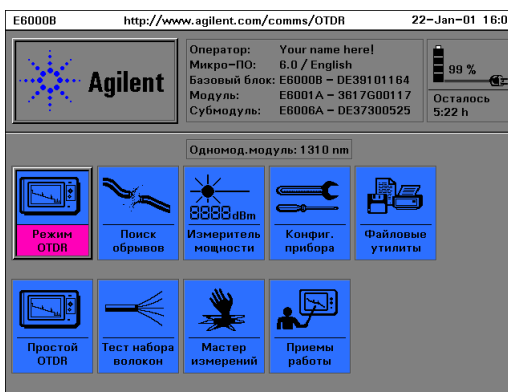 E6000B http://www.agilent.com/comms/OTDR 22-Jan-01 16:0
Agilent
Оператор: Your name here!
Микро-ПО: 6.0 / English
Базовый блок: E6000B - DE39101164
Модуль: E6001A - 3617G00117
Субмодуль: E6006A - DE37300525
99 %
Осталось
5:22 h
Одномод.модуль: 1310 nm
8888dBm
Режим
OTDR
Поиск
обрывов
Измеритель
мощности
Конфиг.
прибора
Файловые
утилиты
Простой
OTDR
Тест набора
волокон
Мастер
измерений
Приемы
работы